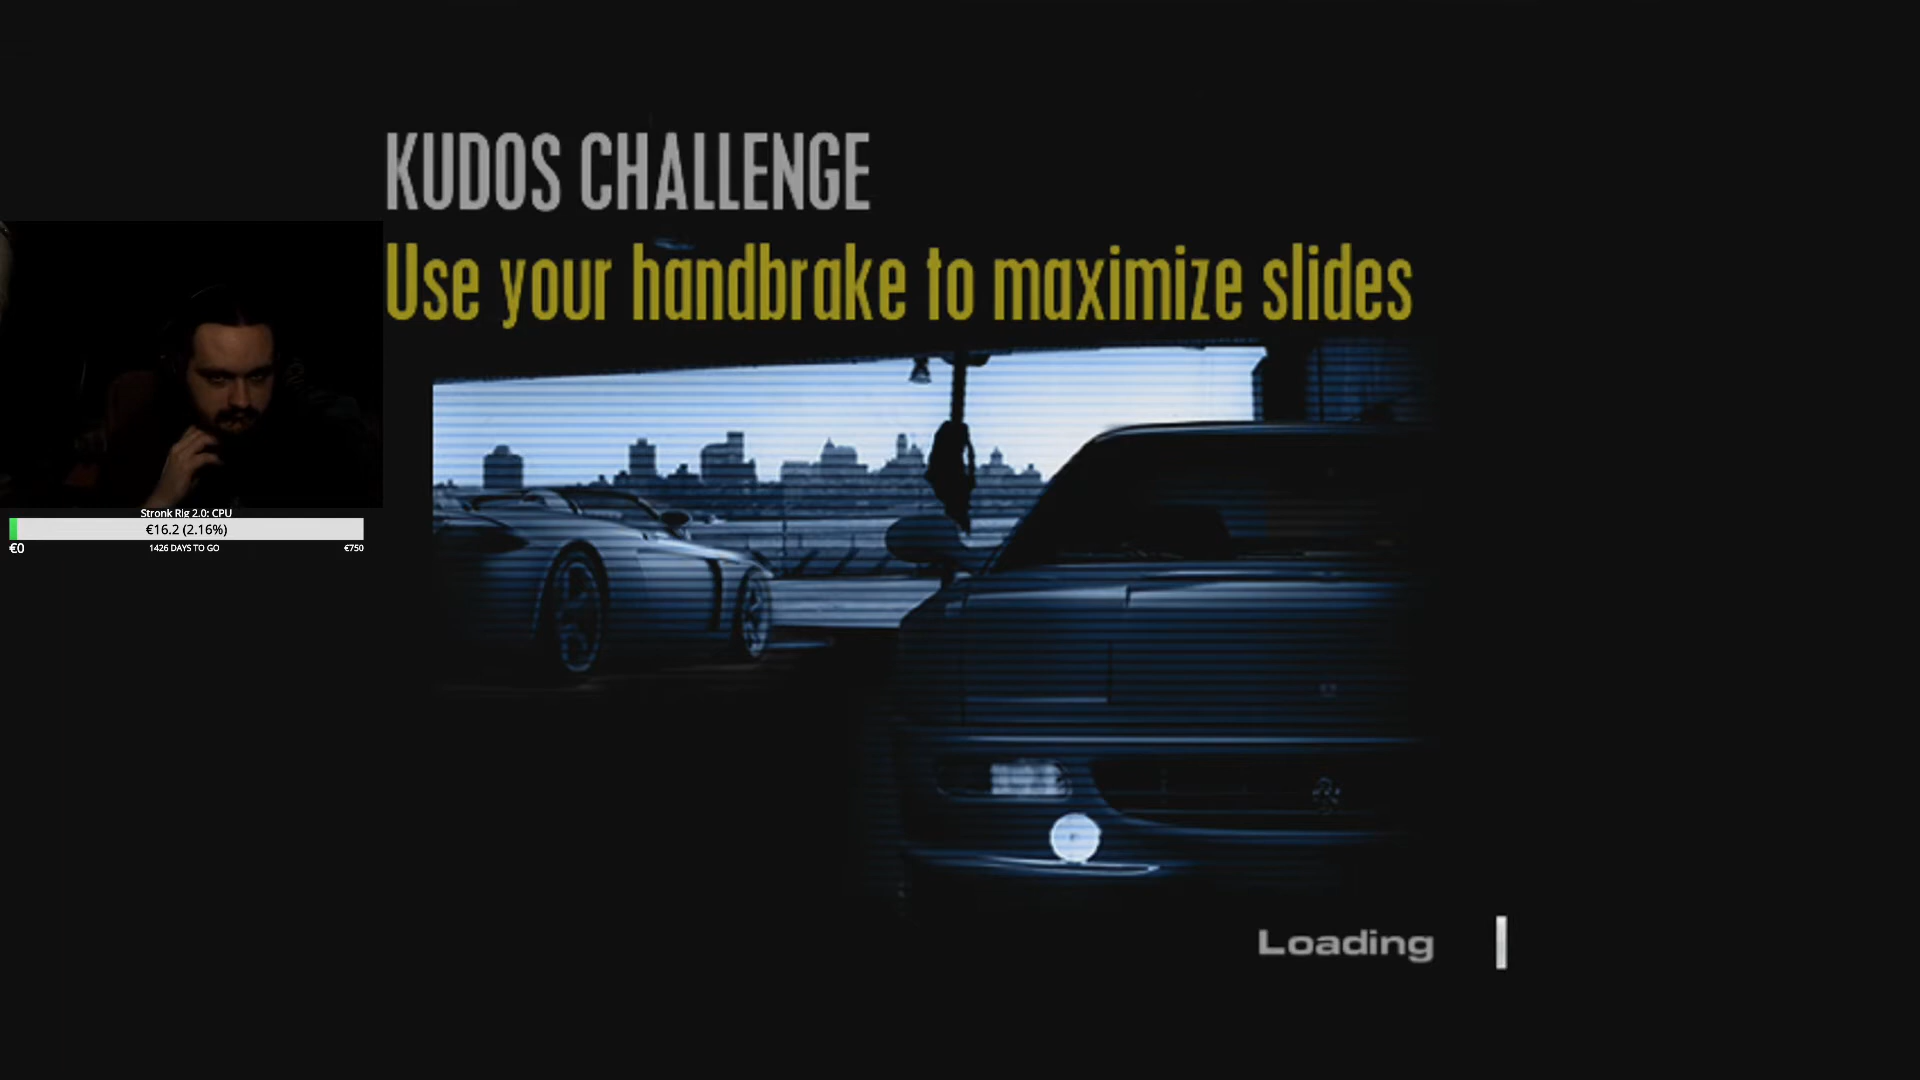 KUDOS CHALLENGE
Use your handbrake to maximize slides
Stronk Rig 2.0: CPU
€16.2 (2.16%)
€0 1426 DAYS TO GO €750
Loading